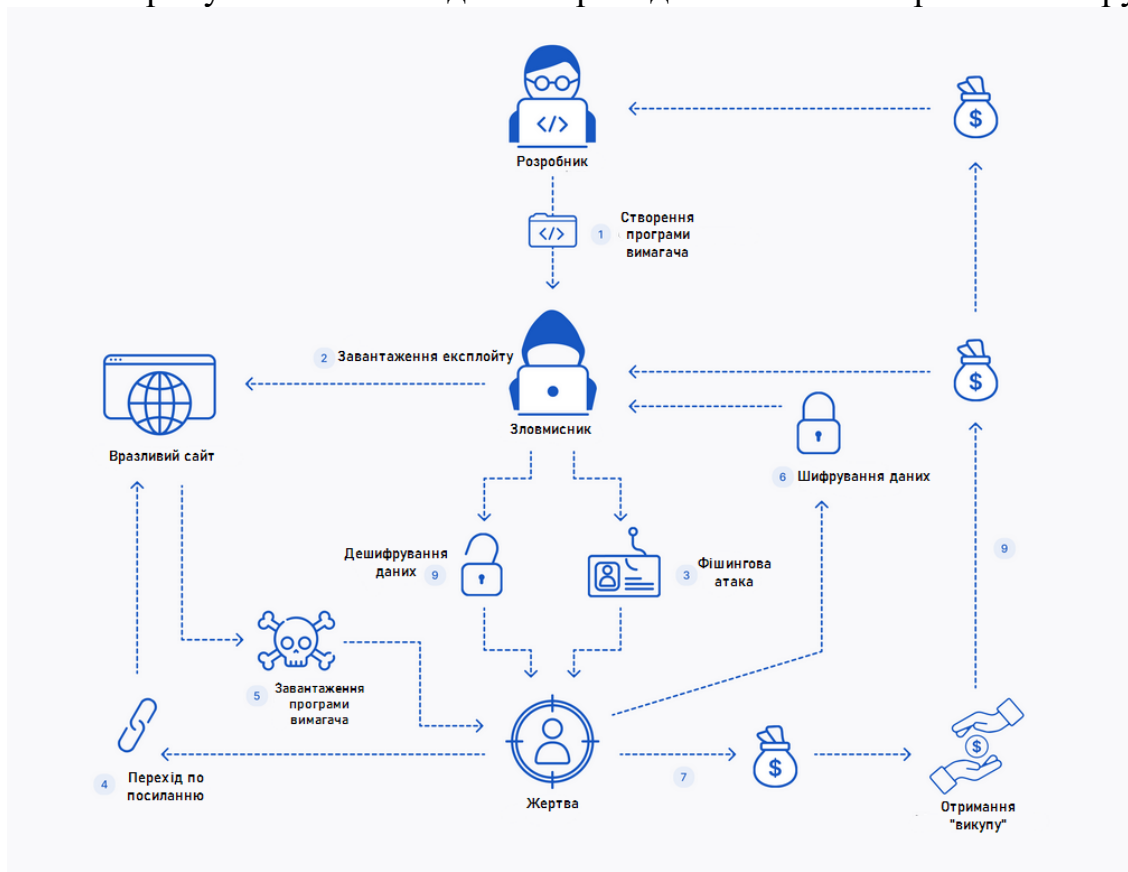 Розробник
1
Створення
програми
вимагача
2 Завантаження експлойту
Зловмисник
Вразливий сайт
6 Шифрування даних
Дешифрування
даних 9
3 Фішингова
атака
9
5 Завантаження
програми
вимагача
4 Перехід по
посиланню
Жертва
7
Отримання
"викупу"